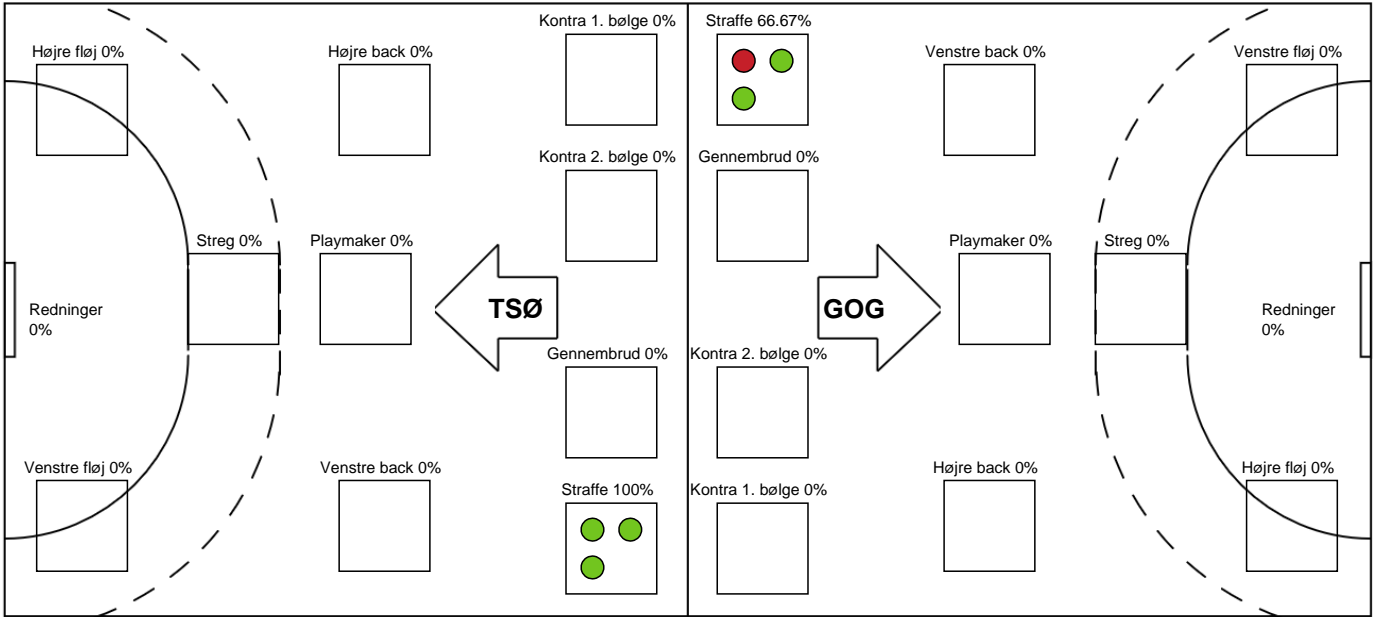 Kontra 1. bølge 0%
Straffe 66.67%
Højre fløj 0%
Højre back 0%
Venstre back 0%
Venstre fløj 0%
Kontra 2. bølge 0%
Gennembrud 0%
Streg 0%
Playmaker 0%
Playmaker 0%
Streg 0%
Redninger
0%
TSØ
GOG
Redninger
0%
Gennembrud 0%
Kontra 2. bølge 0%
Venstre fløj 0%
Venstre back 0%
Højre back 0%
Højre fløj 0%
Straffe 100%
Kontra 1. bølge 0%